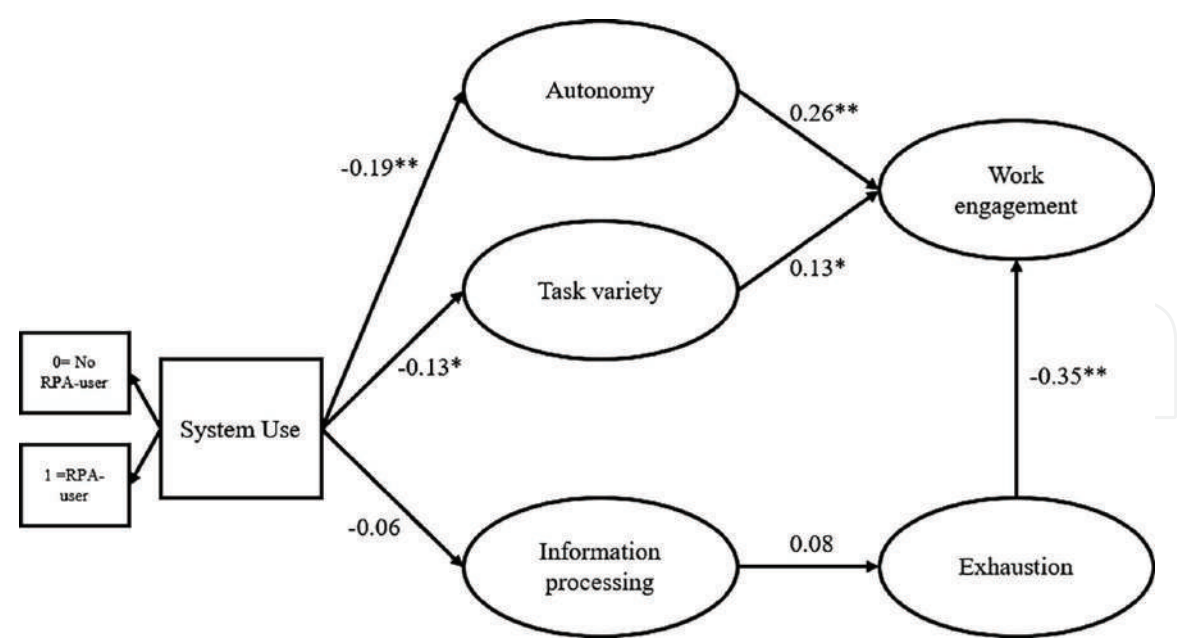 Autonomy
0.26**
Work
engagement
-0.19**
Task variety
0.13*
0= No
RPA-user
-0.13*
-0.35**
System Use
1 =RPA-
user
-0.06
Information
processing
0.08
Exhaustion